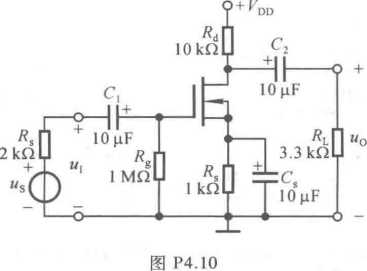 +V_DD
R_d
10 kΩ
C_2
+
10 μF
+
C_1
+
+
10 μF
R_s
2 kΩ
+
u_S
−
u_I
−
R_g
1 MΩ
R_s
1 kΩ
+
C_s
10 μF
R_L
3.3 kΩ
u_O
−
图 P4.10